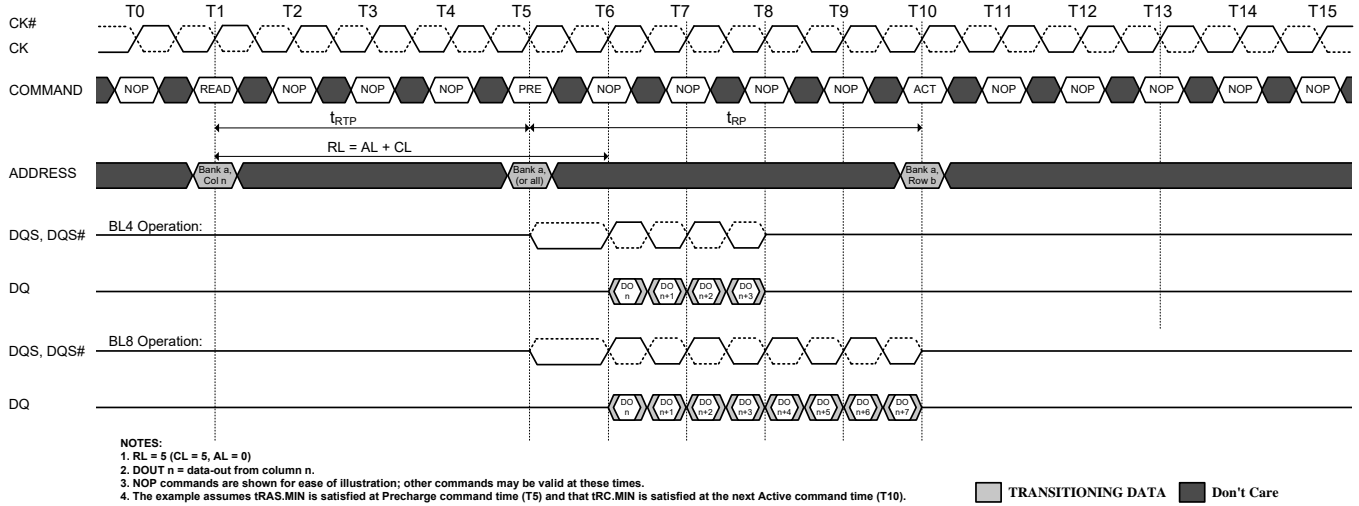 T0 T1 T2 T3 T4 T5 T6 T7 T8 T9 T10 T11 T12 T13 T14 T15
CK#
CK
COMMAND NOP READ NOP NOP NOP PRE NOP NOP NOP NOP ACT NOP NOP NOP NOP NOP
tRTP tRP
RL = AL + CL
ADDRESS
Bank a, Bank a, Bank a,
Col n (or all) Row b
BL4 Operation:
DQS, DQS#
DQ
DO DO DO DO
n n+1 n+2 n+3
BL8 Operation:
DQS, DQS#
DQ
DO DO DO DO DO DO DO DO
n n+1 n+2 n+3 n+4 n+5 n+6 n+7
NOTES:
1. RL = 5 (CL = 5, AL = 0)
2. DOUT n = data-out from column n.
3. NOP commands are shown for ease of illustration; other commands may be valid at these times.
4. The example assumes tRAS.MIN is satisfied at Precharge command time (T5) and that tRC.MIN is satisfied at the next Active command time (T10).
TRANSITIONING DATA Don't Care